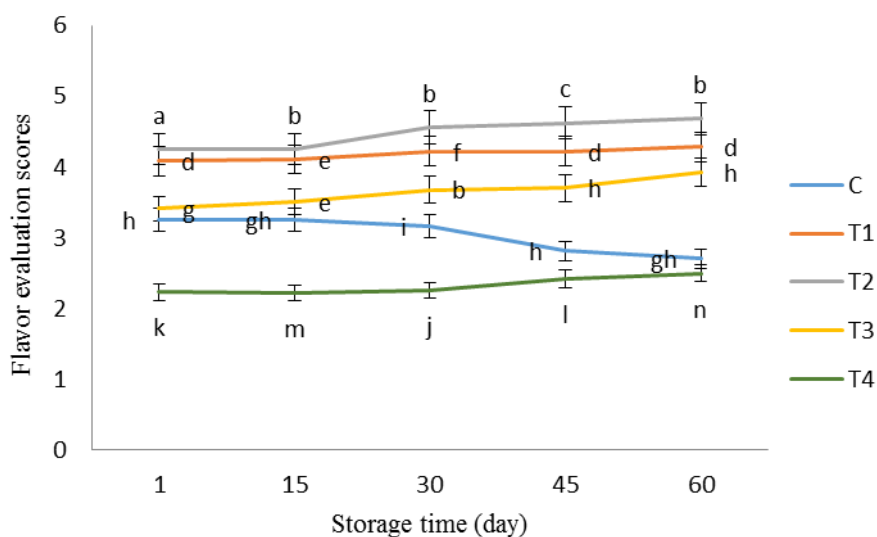 6
5
4
3
2
1
0
Flavor evaluation scores
a b b c b
d e f d d
g e b h h
h gh i h gh
k m j l n
1 15 30 45 60
Storage time (day)
C
T1
T2
T3
T4